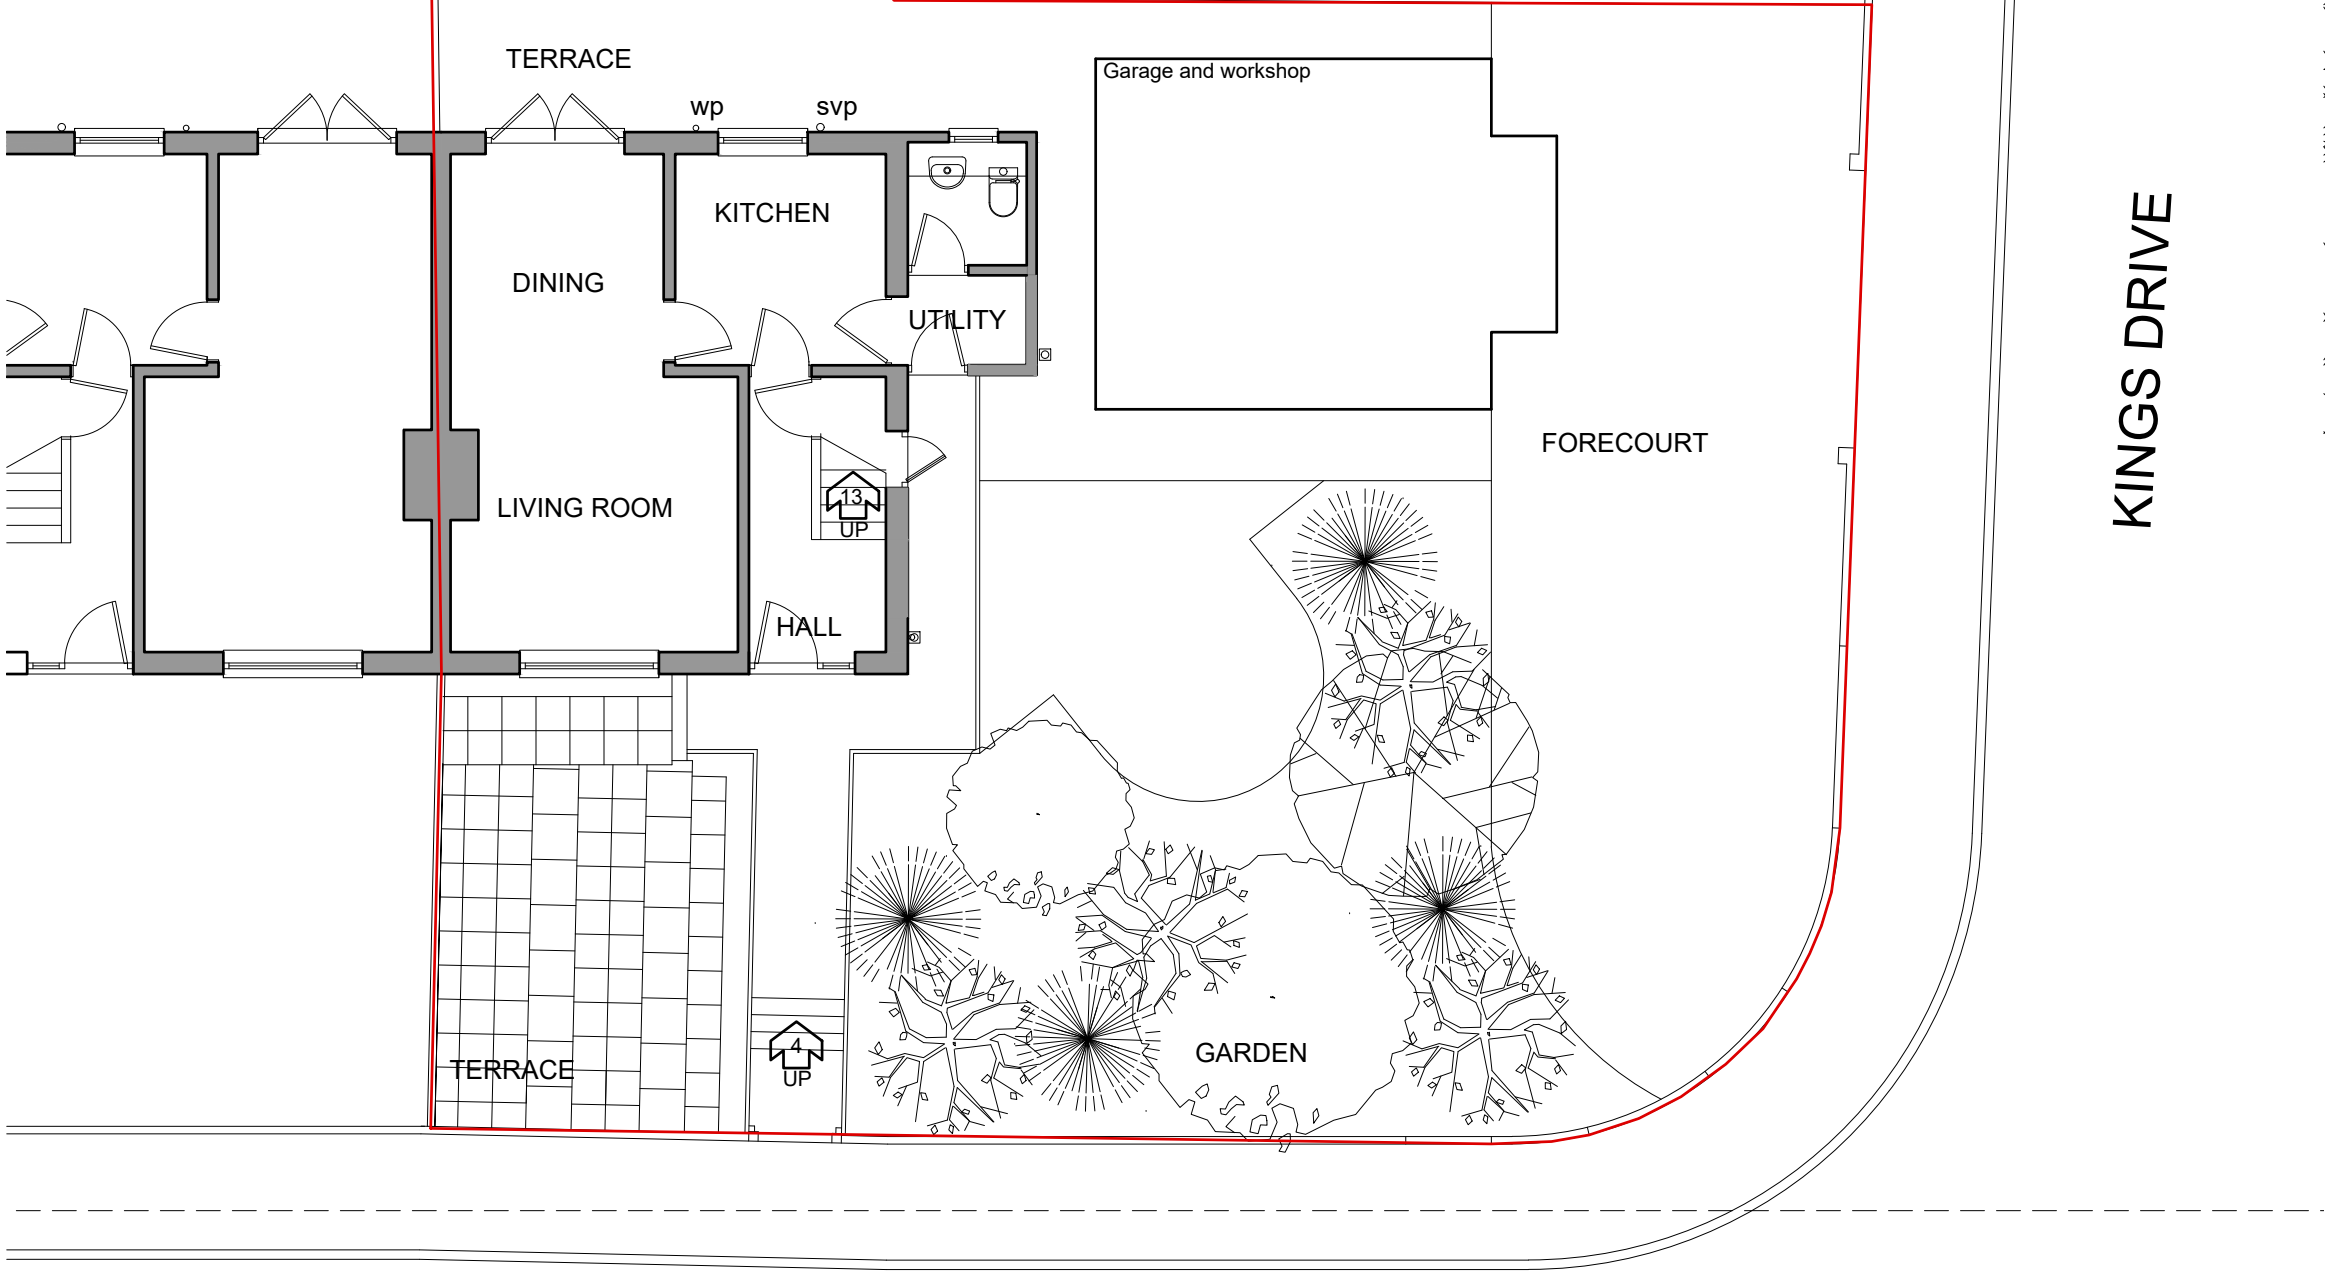 TERRACE
Garage and workshop
wp
svp
KITCHEN
DINING
UTILITY
KINGS DRIVE
FORECOURT
LIVING ROOM
13
UP
HALL
4
UP
TERRACE
GARDEN